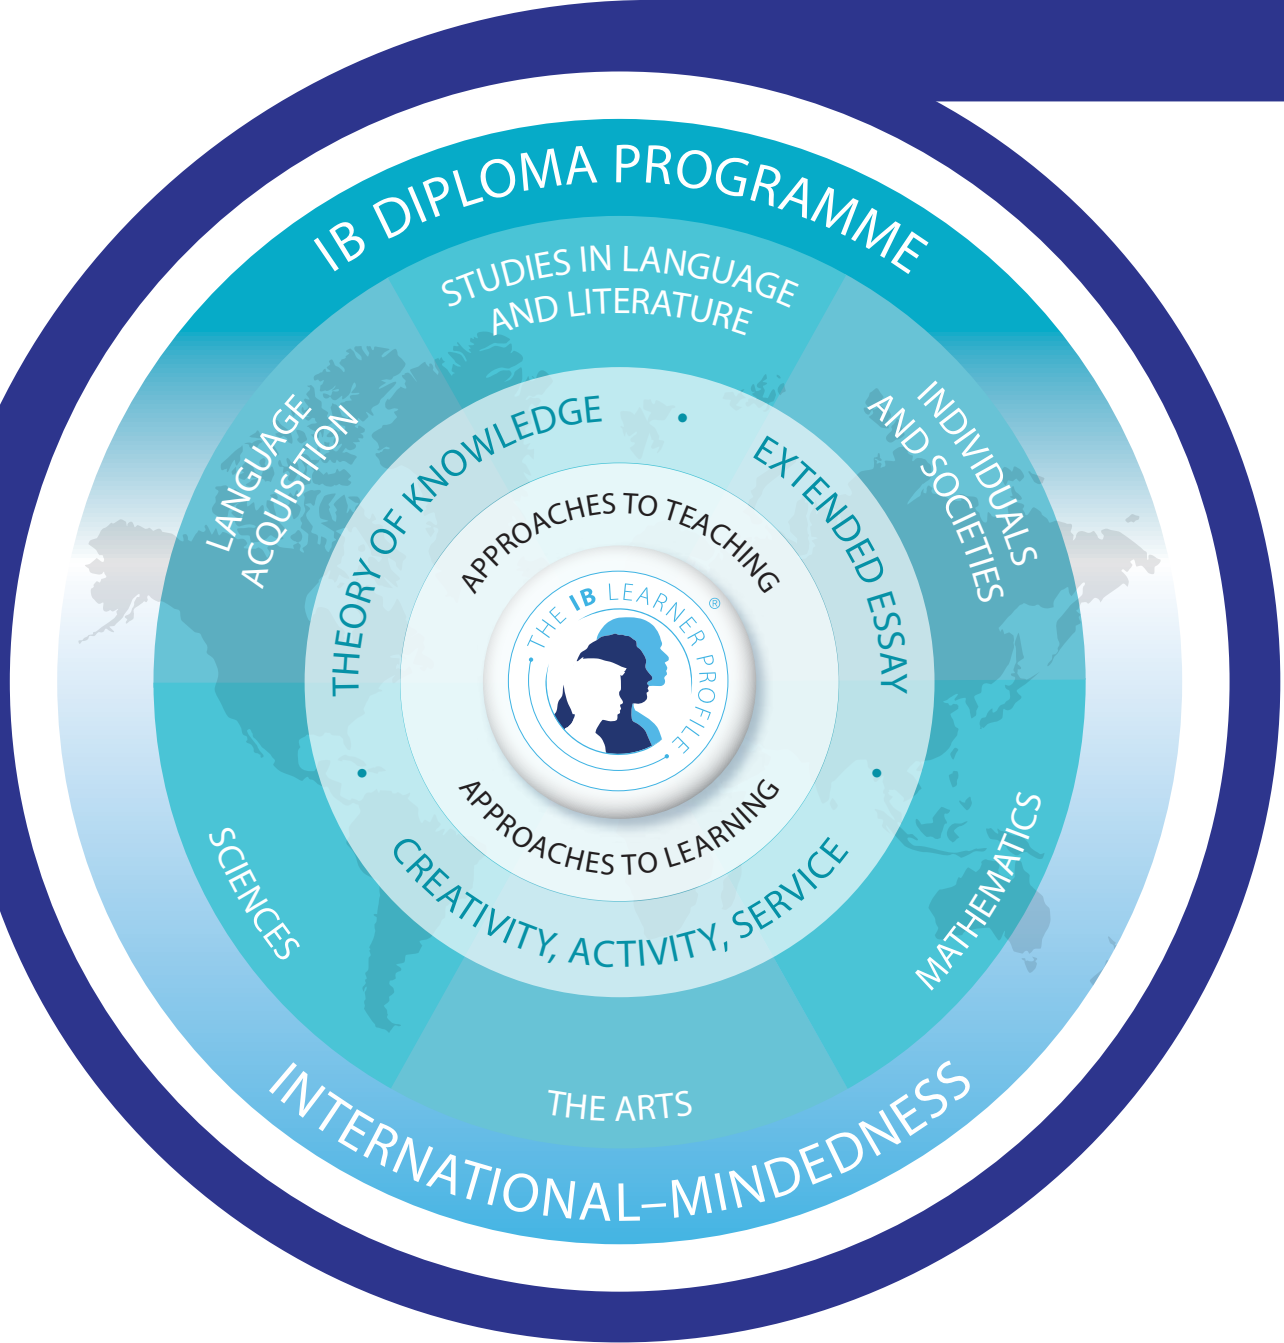 IB DIPLOMA PROGRAMME
STUDIES IN LANGUAGE
AND LITERATURE
LANGUAGE
ACQUISITION
INDIVIDUALS
AND SOCIETIES
THEORY OF KNOWLEDGE
•
EXTENDED ESSAY
APPROACHES TO TEACHING
THE IB LEARNER PROFILE
®
APPROACHES TO LEARNING
•
CREATIVITY, ACTIVITY, SERVICE
•
SCIENCES
MATHEMATICS
THE ARTS
INTERNATIONAL–MINDEDNESS